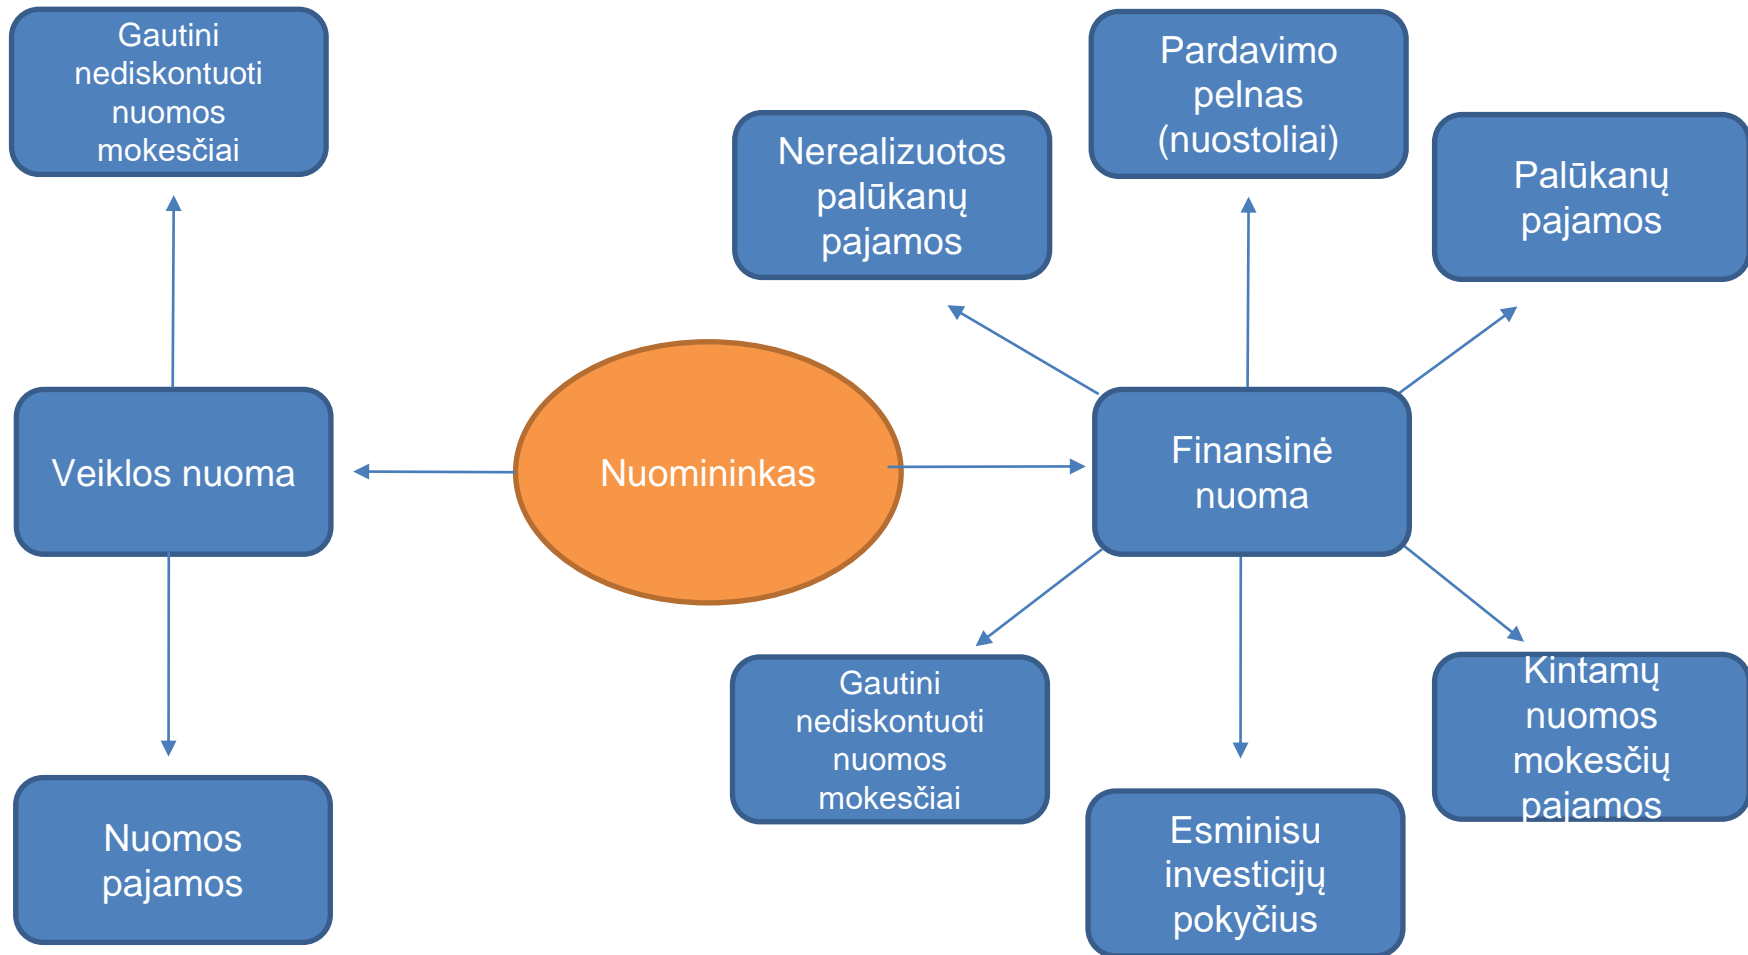 Gautini
nediskontuoti
nuomos
mokesčiai
Pardavimo
pelnas
(nuostoliai)
Nerealizuotos
palūkanų
pajamos
Palūkanų
pajamos
Veiklos nuoma
Nuomininkas
Finansinė
nuoma
Gautini
nediskontuoti
nuomos
mokesčiai
Kintamų
nuomos
mokesčių
pajamos
Nuomos
pajamos
Esminisu
investicijų
pokyčius